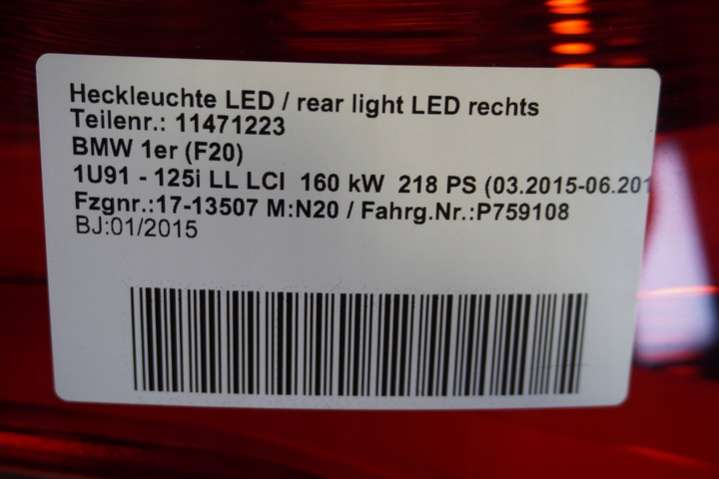 Heckleuchte LED / rear light LED rechts
Teilenr.: 11471223
BMW 1er (F20)
1U91 - 125i LL LCI 160 kW 218 PS (03.2015-06.201
Fzgnr.:17-13507 M:N20 / Fahrg.Nr.:P759108
BJ:01/2015